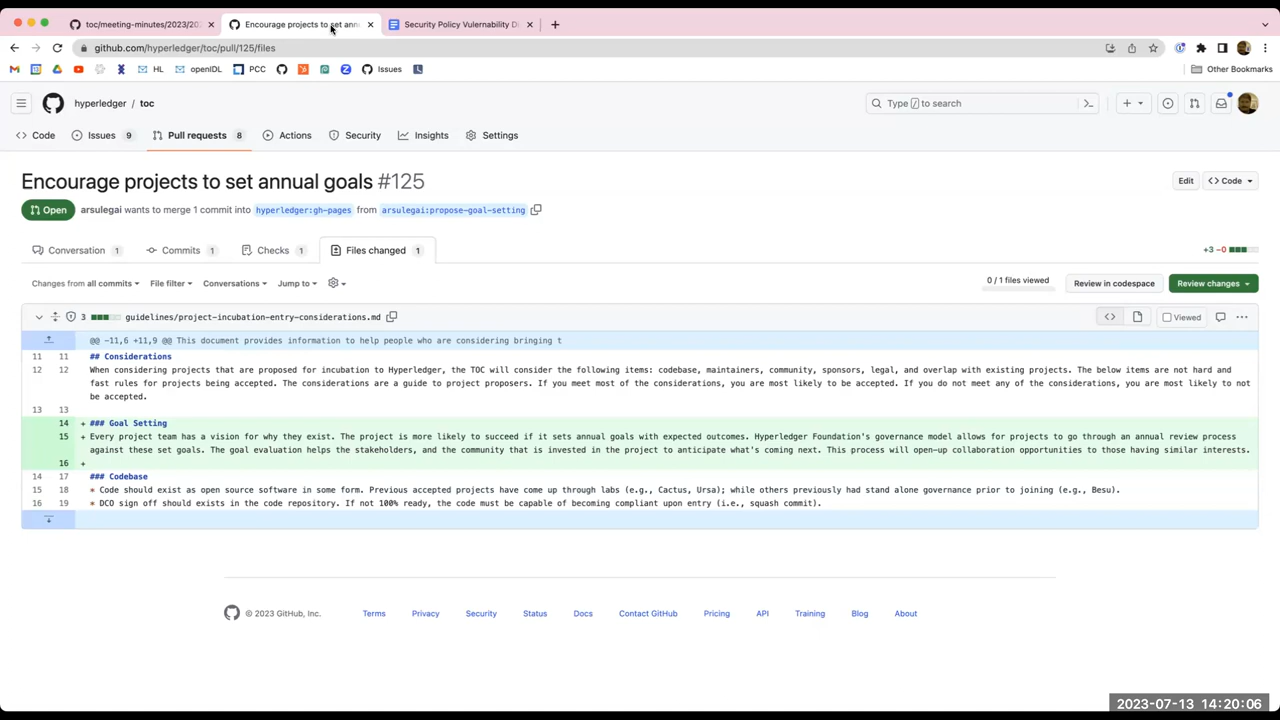 toc/meeting-minutes/2023/202
Encourage projects to set ann
Security Policy Vulernability D
github.com/hyperledger/toc/pull/125/files
HL
openIDL
PCC
Issues
Other Bookmarks
hyperledger / toc
Type / to search
Code
Issues 9
Pull requests 8
Actions
Security
Insights
Settings
Encourage projects to set annual goals #125
Edit
<> Code
Open
arsulegai wants to merge 1 commit into hyperledger:gh-pages from arsulegai:propose-goal-setting
Conversation 1
Commits 1
Checks 1
Files changed 1
+3 −0
Changes from all commits
File filter
Conversations
Jump to
0 / 1 files viewed
Review in codespace
Review changes
3 guidelines/project-incubation-entry-considerations.md
Viewed
@@ -11,6 +11,9 @@ This document provides information to help people who are considering bringing t
11 11 ## Considerations
12 12 When considering projects that are proposed for incubation to Hyperledger, the TOC will consider the following items: codebase, maintainers, community, sponsors, legal, and overlap with existing projects. The below items are not hard and
fast rules for projects being accepted. The considerations are a guide to project proposers. If you meet most of the considerations, you are most likely to be accepted. If you do not meet any of the considerations, you are most likely to not
be accepted.
13 13
14 + ### Goal Setting
15 + Every project team has a vision for why they exist. The project is more likely to succeed if it sets annual goals with expected outcomes. Hyperledger Foundation's governance model allows for projects to go through an annual review process
against these set goals. The goal evaluation helps the stakeholders, and the community that is invested in the project to anticipate what's coming next. This process will open-up collaboration opportunities to those having similar interests.
16 +
14 17 ### Codebase
15 18 * Code should exist as open source software in some form. Previous accepted projects have come up through labs (e.g., Cactus, Ursa); while others previously had stand alone governance prior to joining (e.g., Besu).
16 19 * DCO sign off should exists in the code repository. If not 100% ready, the code must be capable of becoming compliant upon entry (i.e., squash commit).
© 2023 GitHub, Inc.
Terms
Privacy
Security
Status
Docs
Contact GitHub
Pricing
API
Training
Blog
About
2023-07-13 14:20:06